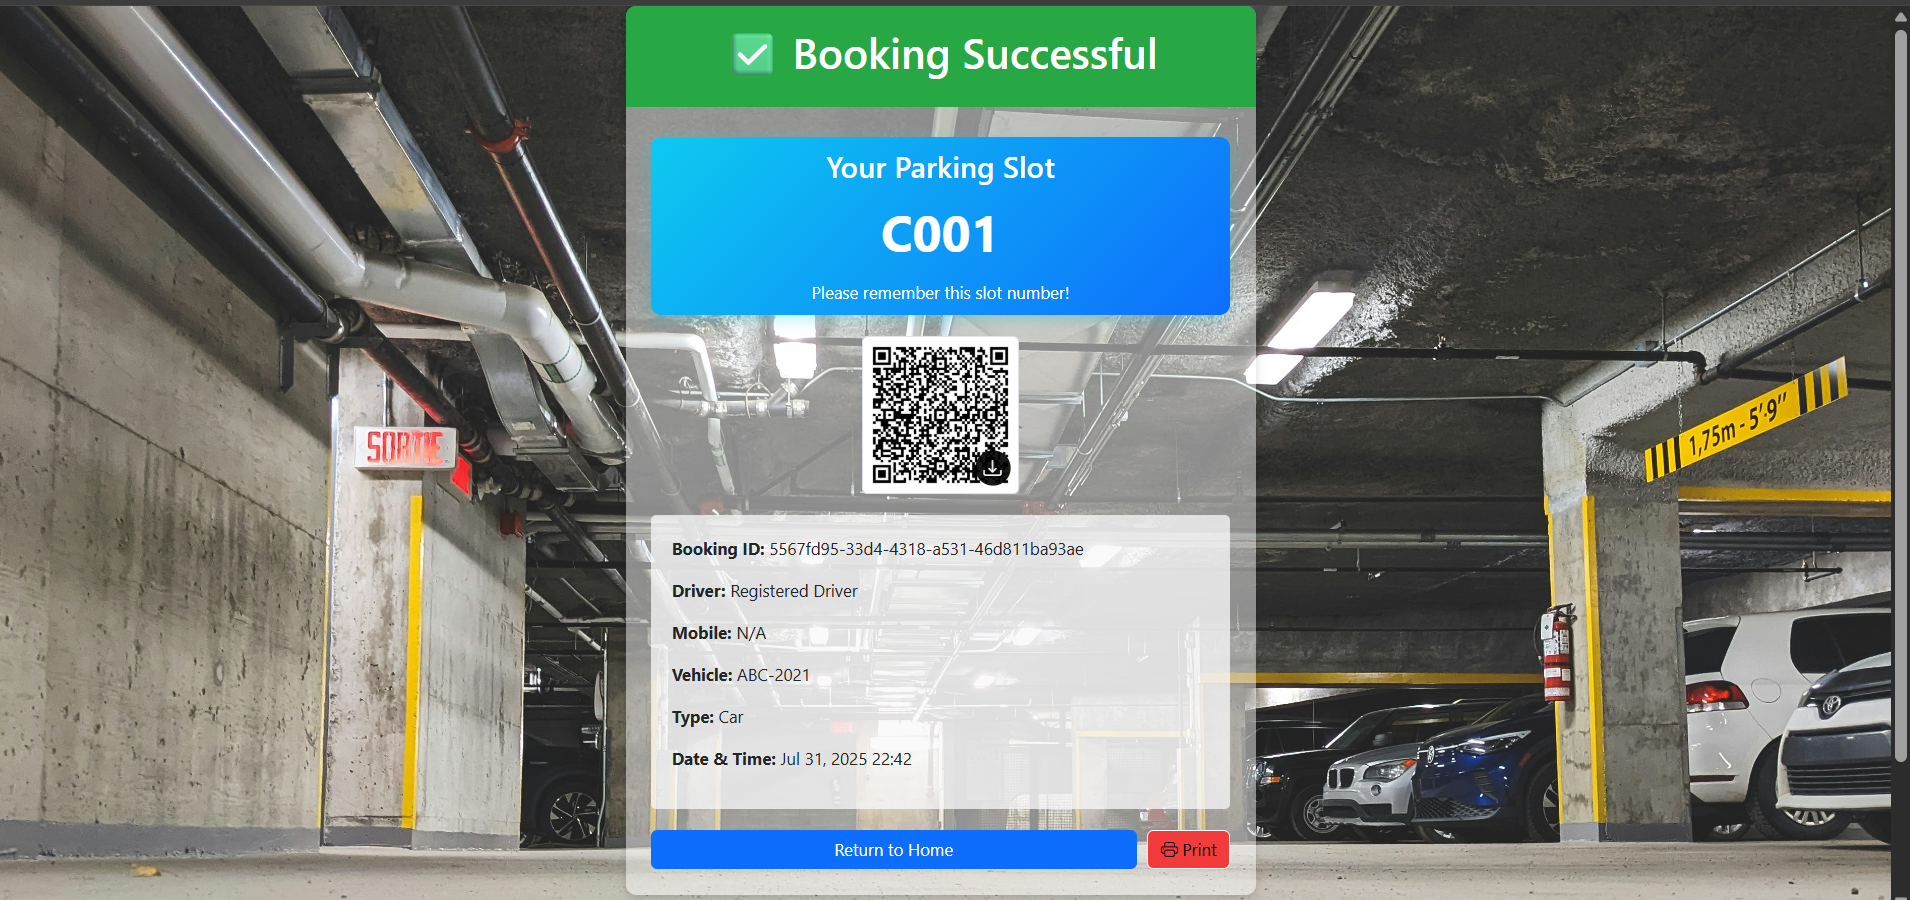 ✅ Booking Successful
Your Parking Slot
C001
Please remember this slot number!
SORTIE
1,75m - 5'-9"
Booking ID: 5567fd95-33d4-4318-a531-46d811ba93ae
Driver: Registered Driver
Mobile: N/A
Vehicle: ABC-2021
Type: Car
Date & Time: Jul 31, 2025 22:42
Return to Home
Print